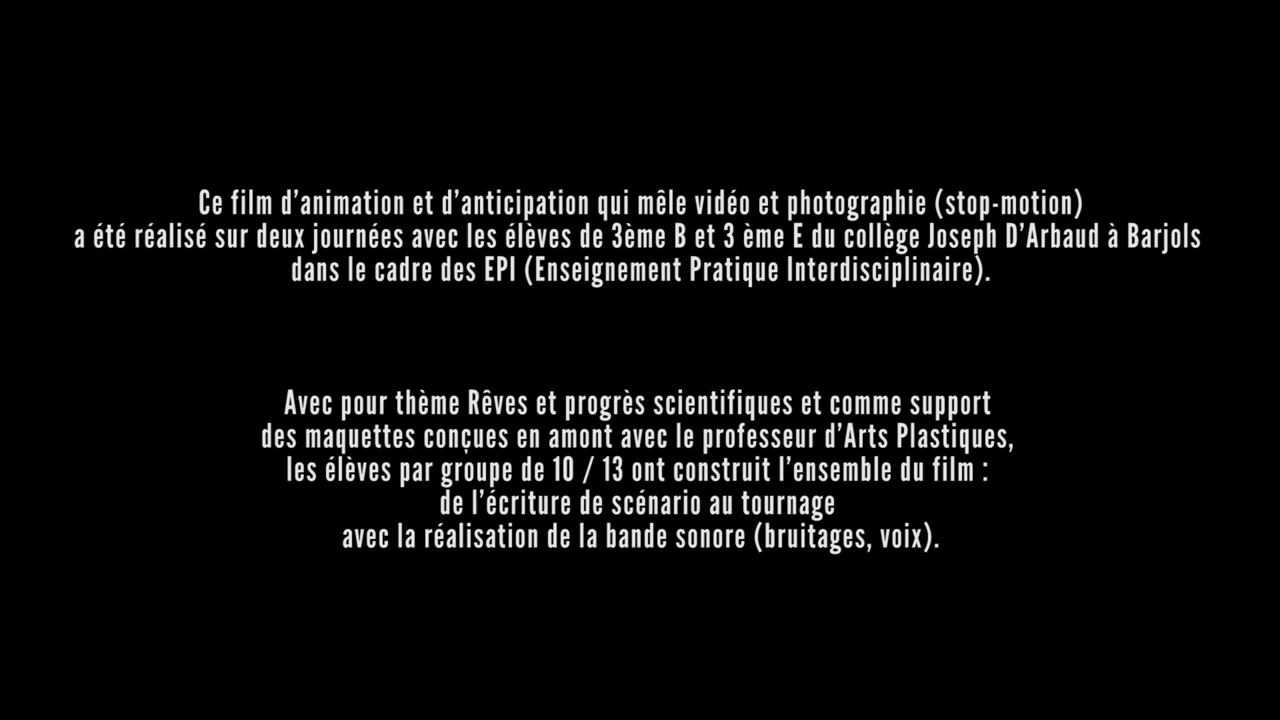 Ce film d’animation et d’anticipation qui mêle vidéo et photographie (stop-motion)
a été réalisé sur deux journées avec les élèves de 3ème B et 3 ème E du collège Joseph D’Arbaud à Barjols
dans le cadre des EPI (Enseignement Pratique Interdisciplinaire).
Avec pour thème Rêves et progrès scientifiques et comme support
des maquettes conçues en amont avec le professeur d’Arts Plastiques,
les élèves par groupe de 10 / 13 ont construit l’ensemble du film :
de l’écriture de scénario au tournage
avec la réalisation de la bande sonore (bruitages, voix).